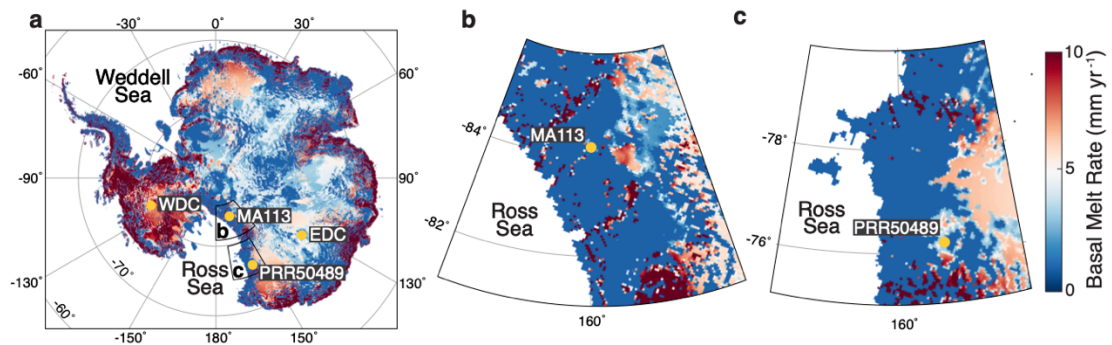 a
-30°
0°
30°
-60°
60°
Weddell
Sea
-90°
90°
WDC
MA113
EDC
b
Ross
Sea
c
PRR50489
-70°
-130°
130°
-60°
-150°
180°
150°
b
-84°
MA113
Ross
Sea
-82°
160°
c
-78°
Ross
Sea
PRR50489
-76°
160°
10
5
0
Basal Melt Rate (mm yr⁻¹)